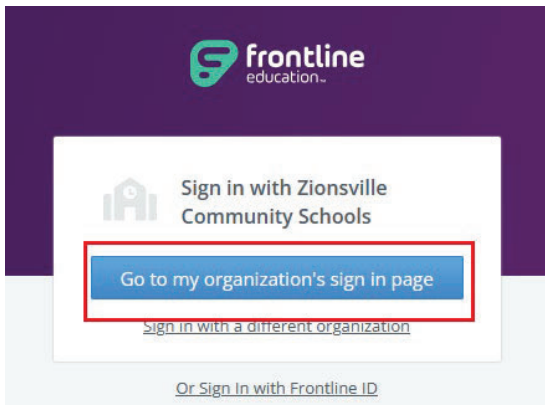 frontline
education™
Sign in with Zionsville
Community Schools
Go to my organization's sign in page
Sign in with a different organization
Or Sign In with Frontline ID